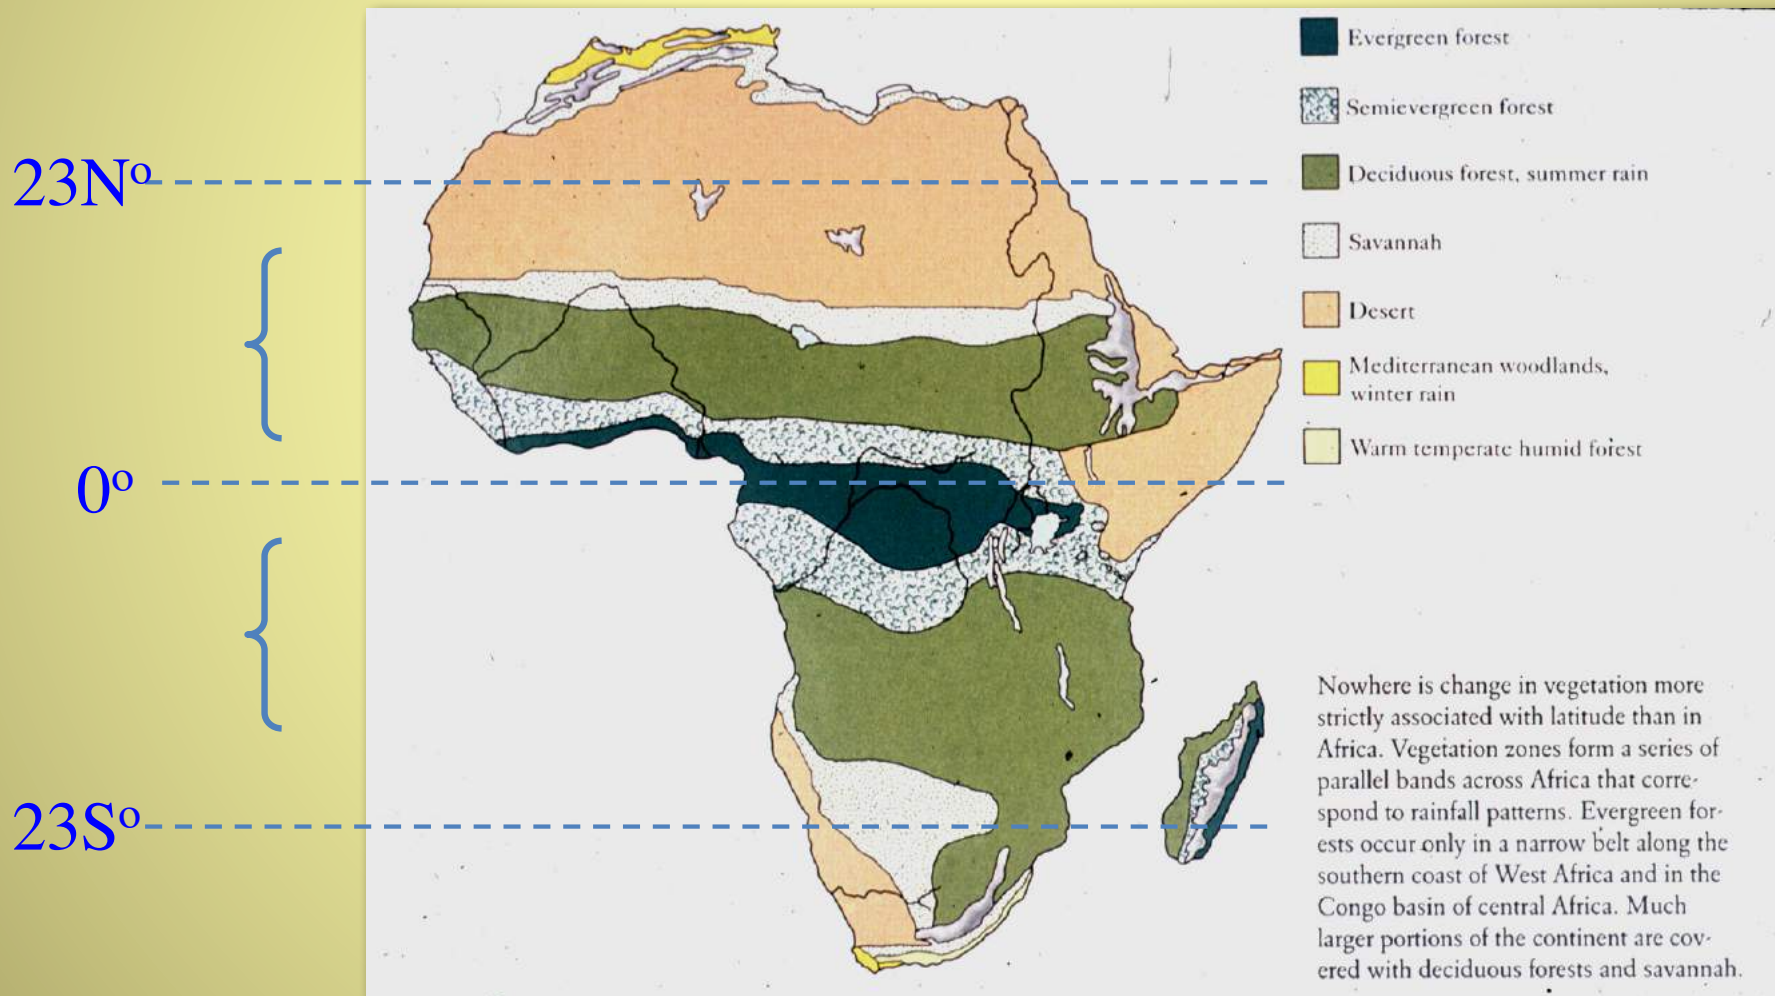 23Nº
0º
23Sº
Evergreen forest
Semievergreen forest
Deciduous forest, summer rain
Savannah
Desert
Mediterranean woodlands,
winter rain
Warm temperate humid forest
Nowhere is change in vegetation more
strictly associated with latitude than in
Africa. Vegetation zones form a series of
parallel bands across Africa that corre-
spond to rainfall patterns. Evergreen for-
ests occur only in a narrow belt along the
southern coast of West Africa and in the
Congo basin of central Africa. Much
larger portions of the continent are cov-
ered with deciduous forests and savannah.